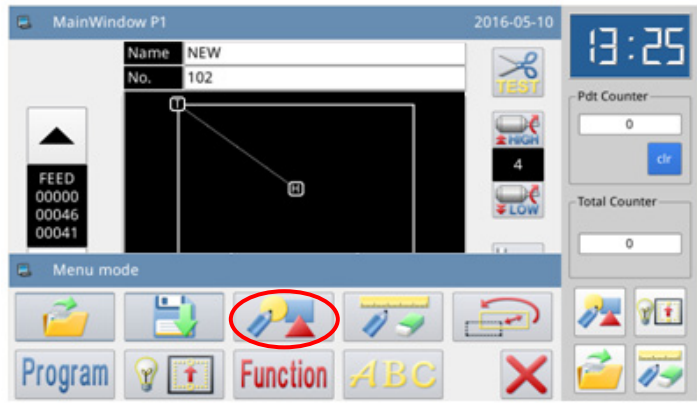 MainWindow P1
2016-05-10
13:25
Name NEW
No. 102
TEST
T
H
HIGH
4
LOW
FEED
00000
00046
00041
Pdt Counter
0
clr
Total Counter
0
Menu mode
Program
Function
ABC